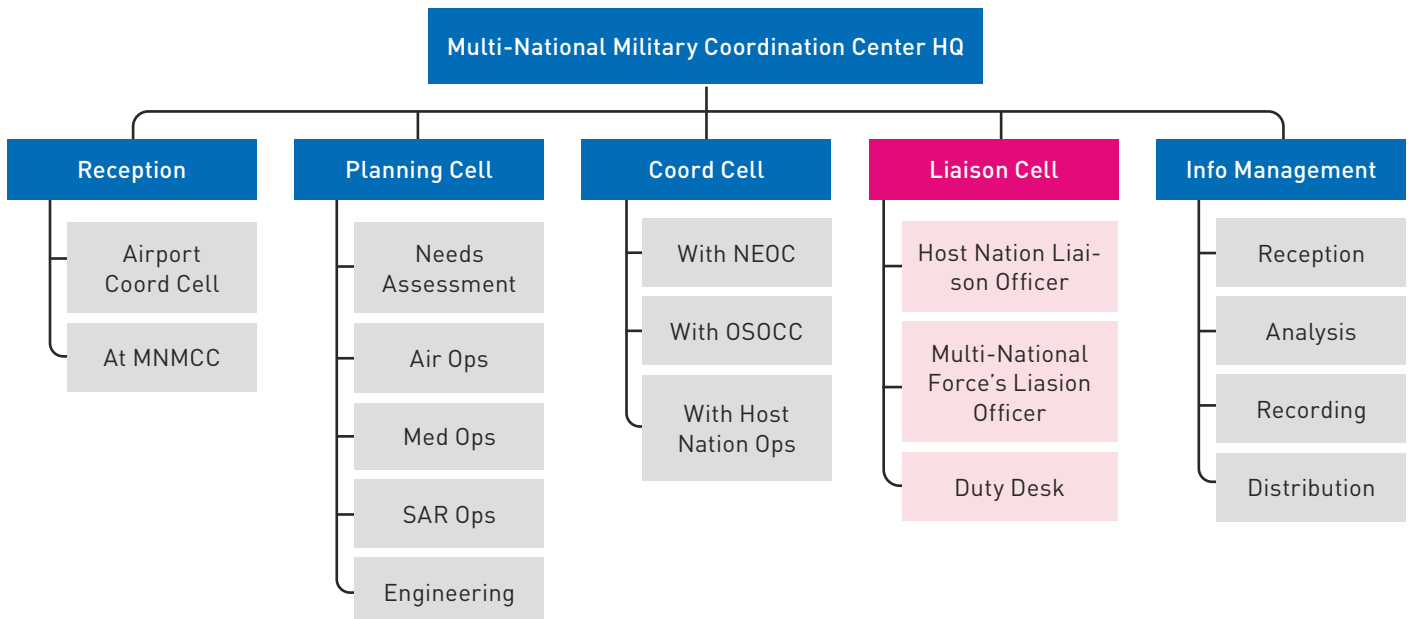 Multi-National Military Coordination Center HQ
Reception
Airport
Coord Cell
At MNMCC
Planning Cell
Needs
Assessment
Air Ops
Med Ops
SAR Ops
Engineering
Coord Cell
With NEOC
With OSOCC
With Host
Nation Ops
Liaison Cell
Host Nation Liai-
son Officer
Multi-National
Force’s Liasion
Officer
Duty Desk
Info Management
Reception
Analysis
Recording
Distribution